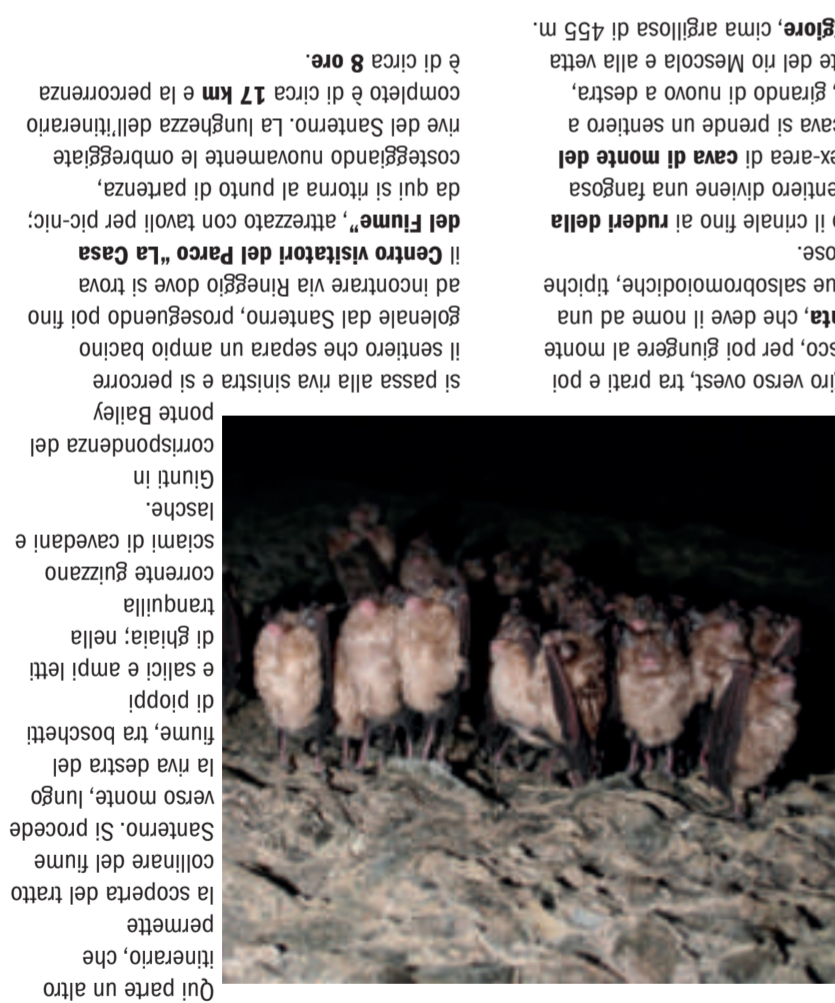 iro verso ovest, tra prati e poi
sco, per poi giungere al monte
nta, che deve il nome ad una
ue salsobromoiodiche, tipiche
ose.
o il crinale fino ai ruderi della
entiero diviene una fangosa
ex-area di cava di monte del
cava si prende un sentiero a
, girando di nuovo a destra,
te del rio Mescola e alla vetta
ggiore, cima argillosa di 455 m.
Qui parte un altro
itinerario, che
permette
la scoperta del tratto
collinare del fiume
Santerno. Si procede
verso monte, lungo
la riva destra del
fiume, tra boschetti
di pioppi
e salici e ampi letti
di ghiaia; nella
tranquilla
corrente guizzano
sciami di cavedani e
lasche.
Giunti in
corrispondenza del
ponte Bailey
si passa alla riva sinistra e si percorre
il sentiero che separa un ampio bacino
golenale dal Santerno, proseguendo poi fino
ad incontrare via Rineggio dove si trova
il Centro visitatori del Parco “La Casa
del Fiume”, attrezzato con tavoli per pic-nic;
da qui si ritorna al punto di partenza,
costeggiando nuovamente le ombreggiate
rive del Santerno. La lunghezza dell’itinerario
completo è di circa 17 km e la percorrenza
è di circa 8 ore.